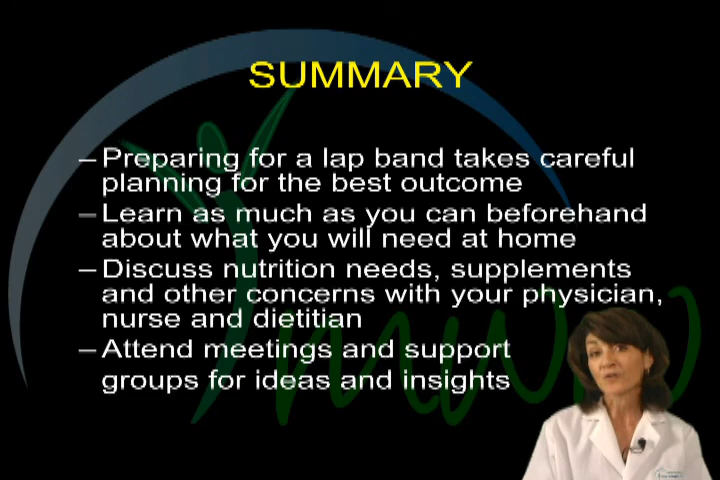 SUMMARY
– Preparing for a lap band takes careful
planning for the best outcome
– Learn as much as you can beforehand
about what you will need at home
– Discuss nutrition needs, supplements
and other concerns with your physician,
nurse and dietitian
– Attend meetings and support
groups for ideas and insights